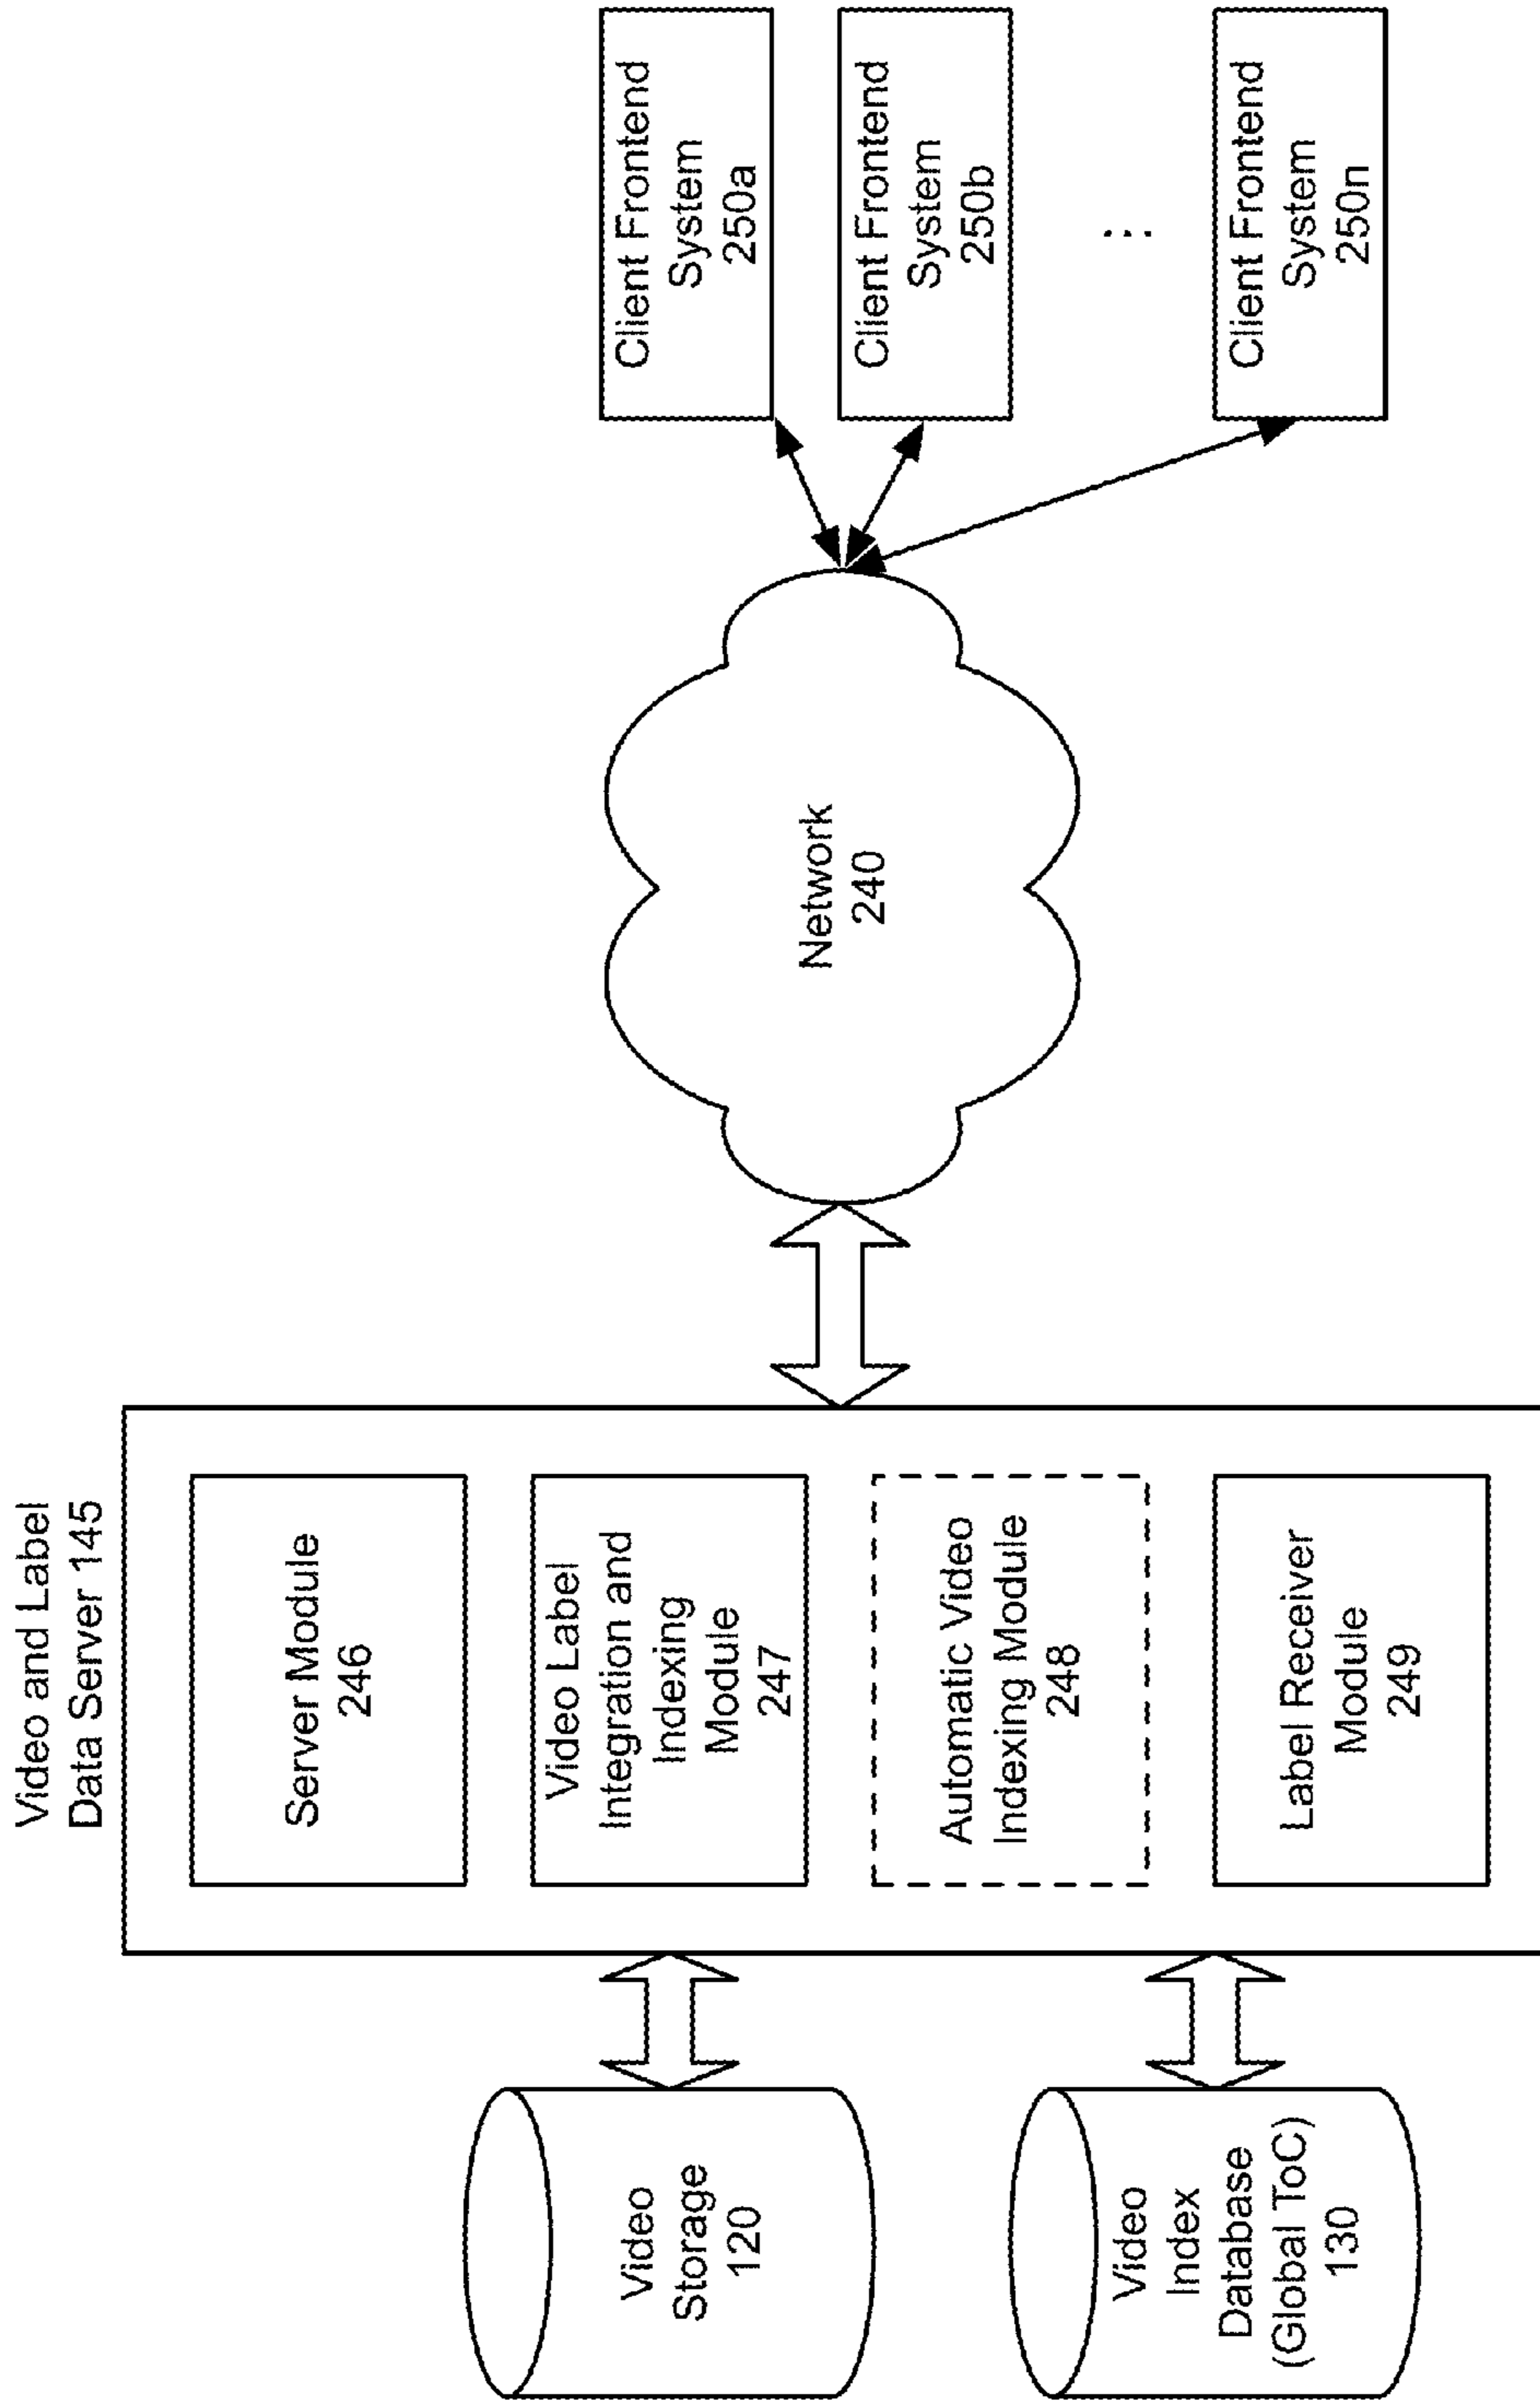 Video and Label
Data Server 145
Video
Storage
120
Video
Index
Database
(Global ToC)
130
Server Module
246
Video Label
Integration and
Indexing
Module
247
Automatic Video
Indexing Module
248
Label Receiver
Module
249
Network
240
Client Frontend
System
250a
Client Frontend
System
250b
...
Client Frontend
System
250n